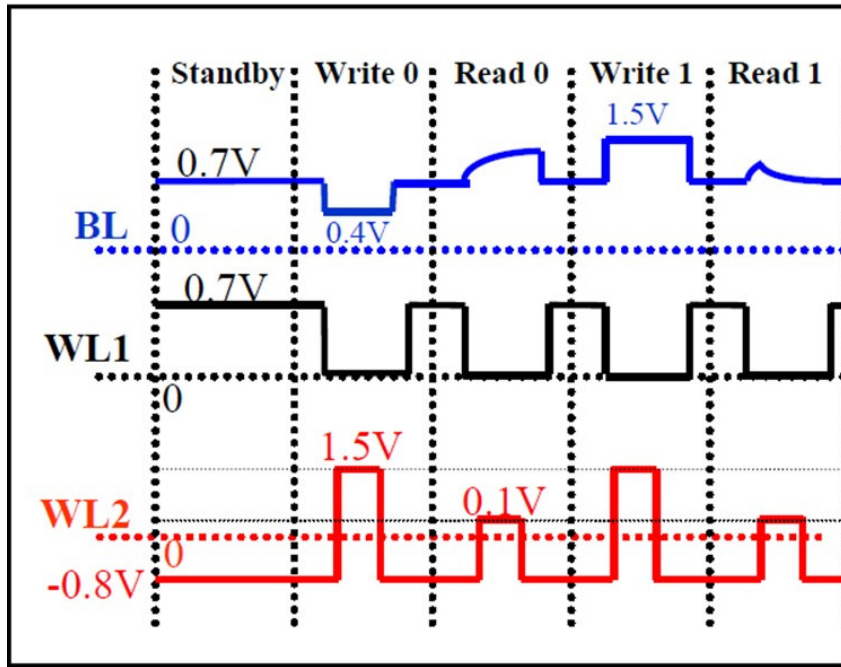 Standby Write 0 Read 0 Write 1 Read 1
1.5V
0.7V
BL 0 0.4V
0.7V
WL1
0
1.5V
WL2 0.1V
0
-0.8V